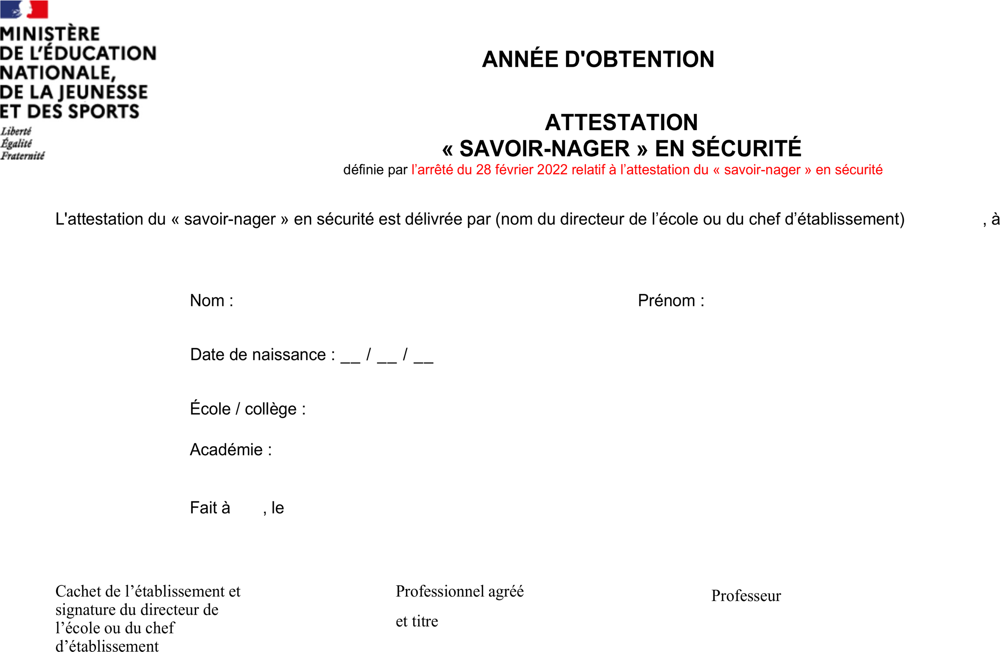 MINISTÈRE
DE L'ÉDUCATION
NATIONALE,
DE LA JEUNESSE
ET DES SPORTS
Liberté
Égalité
Fraternité
ANNÉE D'OBTENTION
ATTESTATION
« SAVOIR-NAGER » EN SÉCURITÉ
définie par l’arrêté du 28 février 2022 relatif à l’attestation du « savoir-nager » en sécurité
L'attestation du « savoir-nager » en sécurité est délivrée par (nom du directeur de l’école ou du chef d’établissement) , à
Nom : Prénom :
Date de naissance : __ / __ / __
École / collège :
Académie :
Fait à , le
Cachet de l’établissement et
signature du directeur de
l’école ou du chef
d’établissement
Professionnel agréé
et titre
Professeur